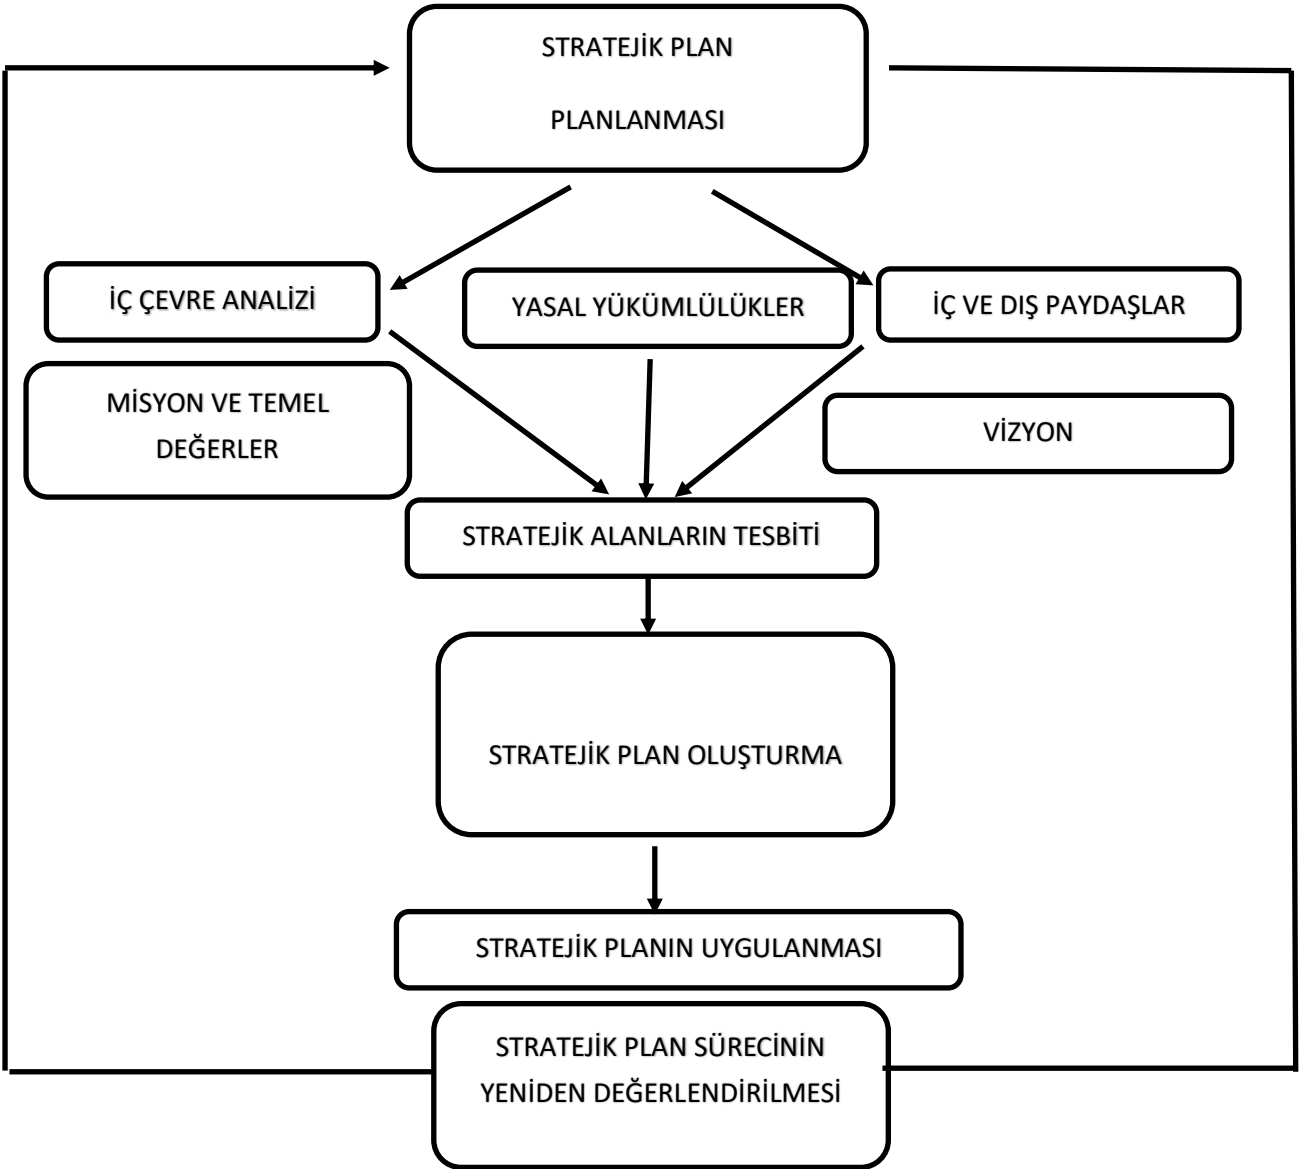 STRATEJİK PLAN
PLANLANMASI
İÇ ÇEVRE ANALİZİ
YASAL YÜKÜMLÜLÜKLER
İÇ VE DIŞ PAYDAŞLAR
MİSYON VE TEMEL
DEĞERLER
VİZYON
STRATEJİK ALANLARIN TESBİTİ
STRATEJİK PLAN OLUŞTURMA
STRATEJİK PLANIN UYGULANMASI
STRATEJİK PLAN SÜRECİNİN
YENİDEN DEĞERLENDİRİLMESİ